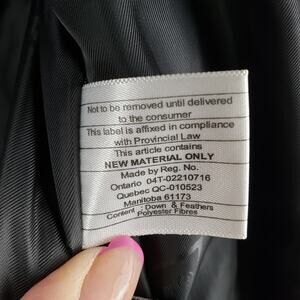 Not to be removed until delivered
to the consumer
This label is affixed in compliance
with Provincial Law
This article contains
NEW MATERIAL ONLY
Made by Reg. No.
Ontario 04T-02210716
Quebec QC-010523
Manitoba 61173
Content : Down & Feathers
Polyester Fibres